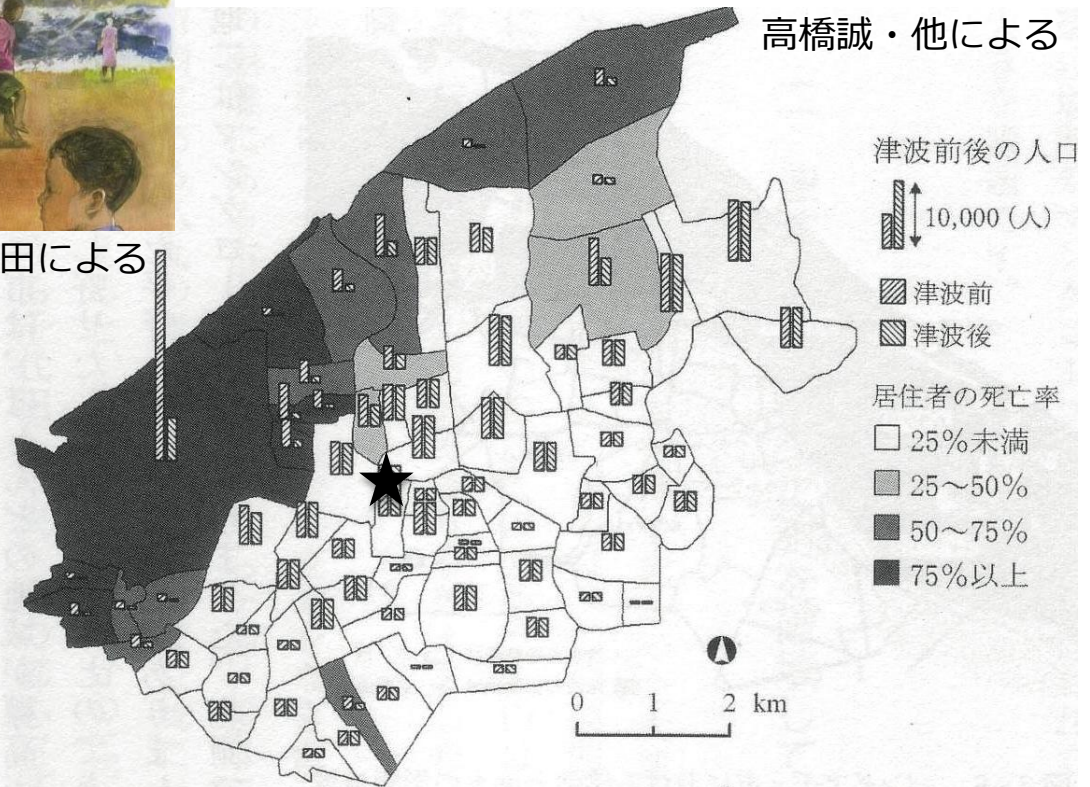 高橋誠・他による
田による
津波前後の人口
10,000 (人)
津波前
津波後
居住者の死亡率
25%未満
25～50%
50～75%
75%以上
0 1 2 km